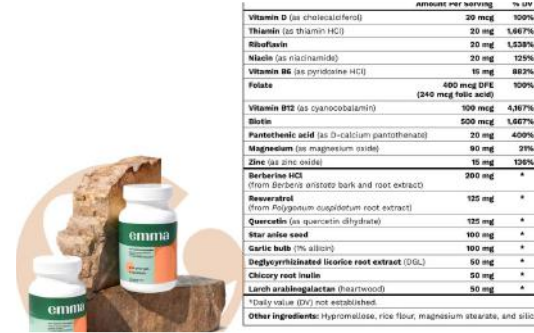 Amount Per Serving % DV
Vitamin D (as cholecalciferol) 20 mcg 100%
Thiamin (as thiamin HCl) 20 mg 1,667%
Riboflavin 20 mg 1,538%
Niacin (as niacinamide) 20 mg 125%
Vitamin B6 (as pyridoxine HCl) 15 mg 882%
Folate 400 mcg DFE 100%
(240 mcg folic acid)
Vitamin B12 (as cyanocobalamin) 100 mcg 4,167%
Biotin 500 mcg 1,667%
Pantothenic acid (as D-calcium pantothenate) 20 mg 400%
Magnesium (as magnesium oxide) 90 mg 21%
Zinc (as zinc oxide) 15 mg 136%
Berberine HCl 200 mg *
(from Berberis aristata bark and root extract)
Resveratrol 125 mg *
(from Polygonum cuspidatum root extract)
Quercetin (as quercetin dihydrate) 125 mg *
Star anise seed 100 mg *
Garlic bulb (1% allicin) 100 mg *
Deglycyrrhizinated licorice root extract (DGL) 50 mg *
Chicory root inulin 50 mg *
Larch arabinogalactan (heartwood) 50 mg *
*Daily value (DV) not established.
Other ingredients: Hypromellose, rice flour, magnesium stearate, and silic
emma
emma